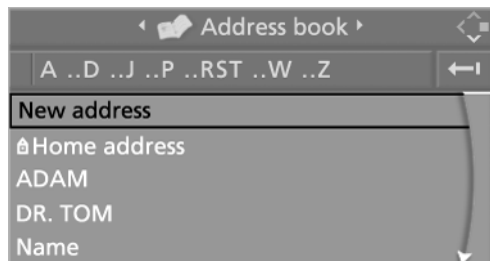 Address book
A ..D ..J ..P ..RST ..W ..Z
New address
Home address
ADAM
DR. TOM
Name